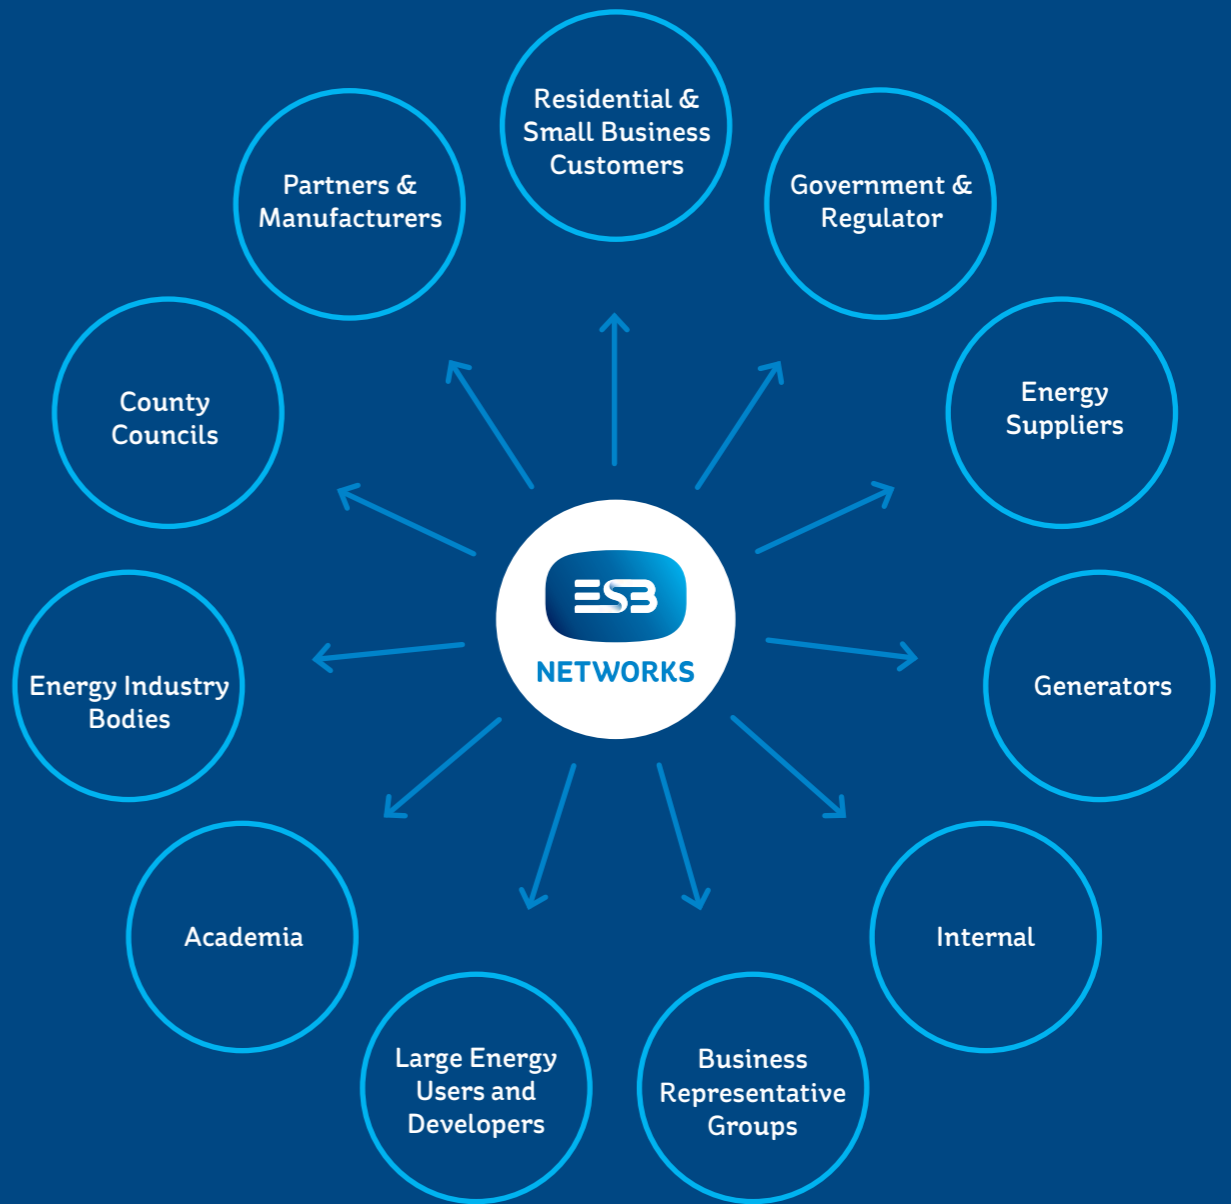 Residential &
Small Business
Customers
Partners &
Manufacturers
Government &
Regulator
County
Councils
Energy
Suppliers
ESB
NETWORKS
Energy Industry
Bodies
Generators
Academia
Internal
Large Energy
Users and
Developers
Business
Representative
Groups